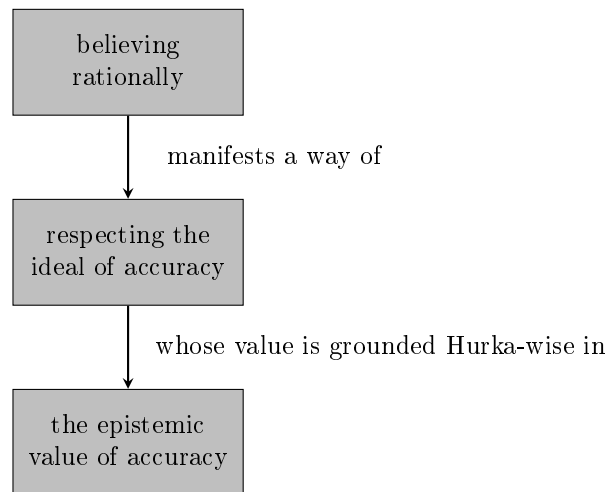 believing
rationally
manifests a way of
respecting the
ideal of accuracy
whose value is grounded Hurka-wise in
the epistemic
value of accuracy